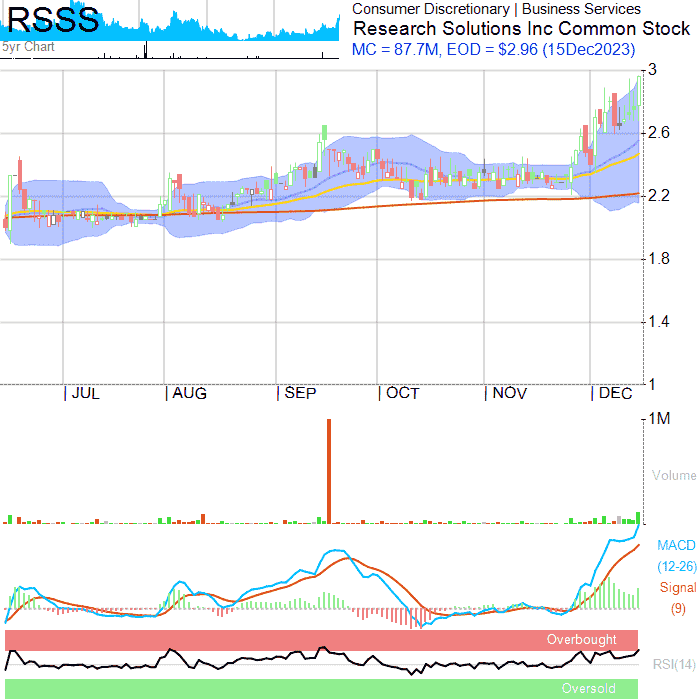 RSSS
Consumer Discretionary | Business Services
Research Solutions Inc Common Stock
MC = 87.7M, EOD = $2.96 (15Dec2023)
5yr Chart
3
2.6
2.2
1.8
1.4
1
JUL AUG SEP OCT NOV DEC
1M
Volume
MACD
(12-26)
Signal
(9)
Overbought
RSI(14)
Oversold